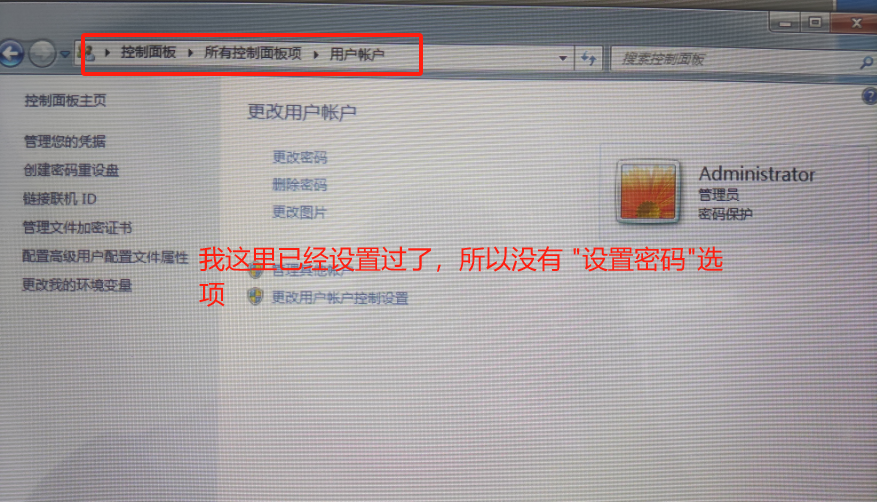 控制面板 所有控制面板项 用户帐户
搜索控制面板
控制面板主页
管理您的凭据
创建密码重设盘
链接联机 ID
管理文件加密证书
配置高级用户配置文件属性
更改我的环境变量
更改用户帐户
更改密码
删除密码
更改图片
我这里已经设置过了，所以没有 "设置密码"选
项
管理其他帐户
更改用户帐户控制设置
Administrator
管理员
密码保护